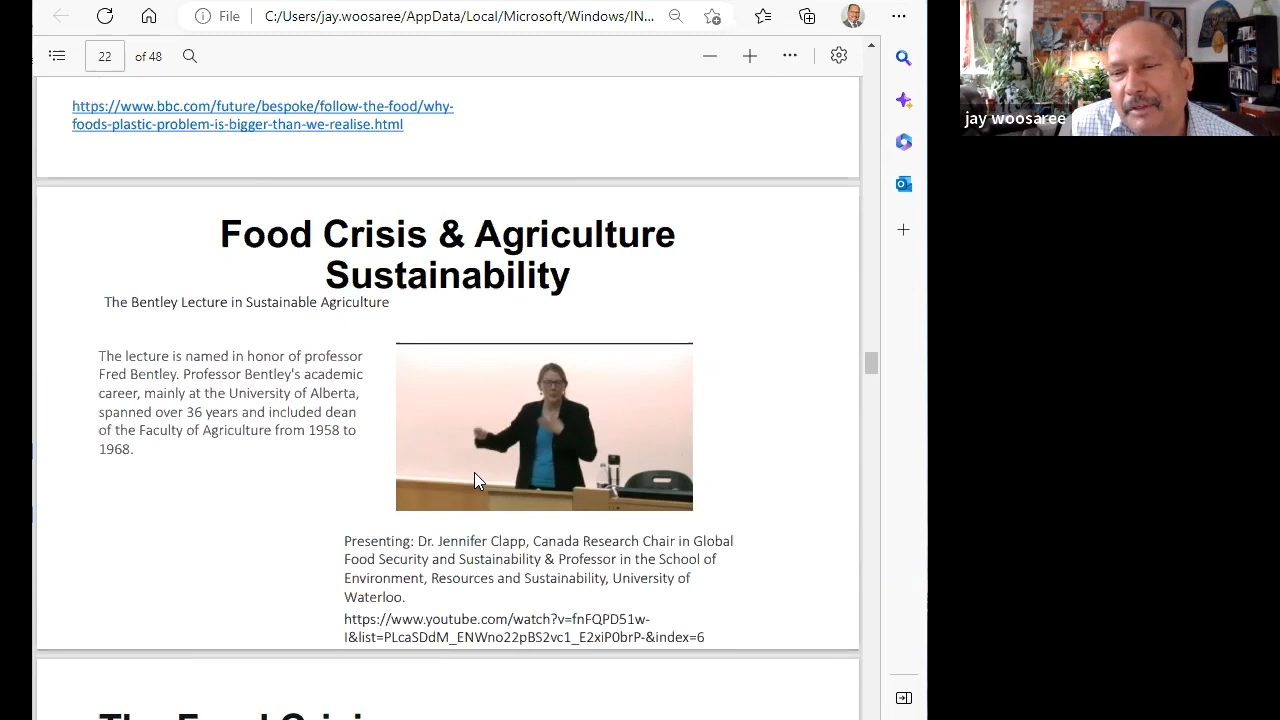 File
C:/Users/jay.woosaree/AppData/Local/Microsoft/Windows/IN...
22 of 48
https://www.bbc.com/future/bespoke/follow-the-food/why-
foods-plastic-problem-is-bigger-than-we-realise.html
Food Crisis & Agriculture
Sustainability
The Bentley Lecture in Sustainable Agriculture
The lecture is named in honor of professor
Fred Bentley. Professor Bentley's academic
career, mainly at the University of Alberta,
spanned over 36 years and included dean
of the Faculty of Agriculture from 1958 to
1968.
Presenting: Dr. Jennifer Clapp, Canada Research Chair in Global
Food Security and Sustainability & Professor in the School of
Environment, Resources and Sustainability, University of
Waterloo.
https://www.youtube.com/watch?v=fnFQPD51w-
I&list=PLcaSDdM_ENWno22pBS2vc1_E2xiP0brP-&index=6
The Food Crisis
jay woosaree